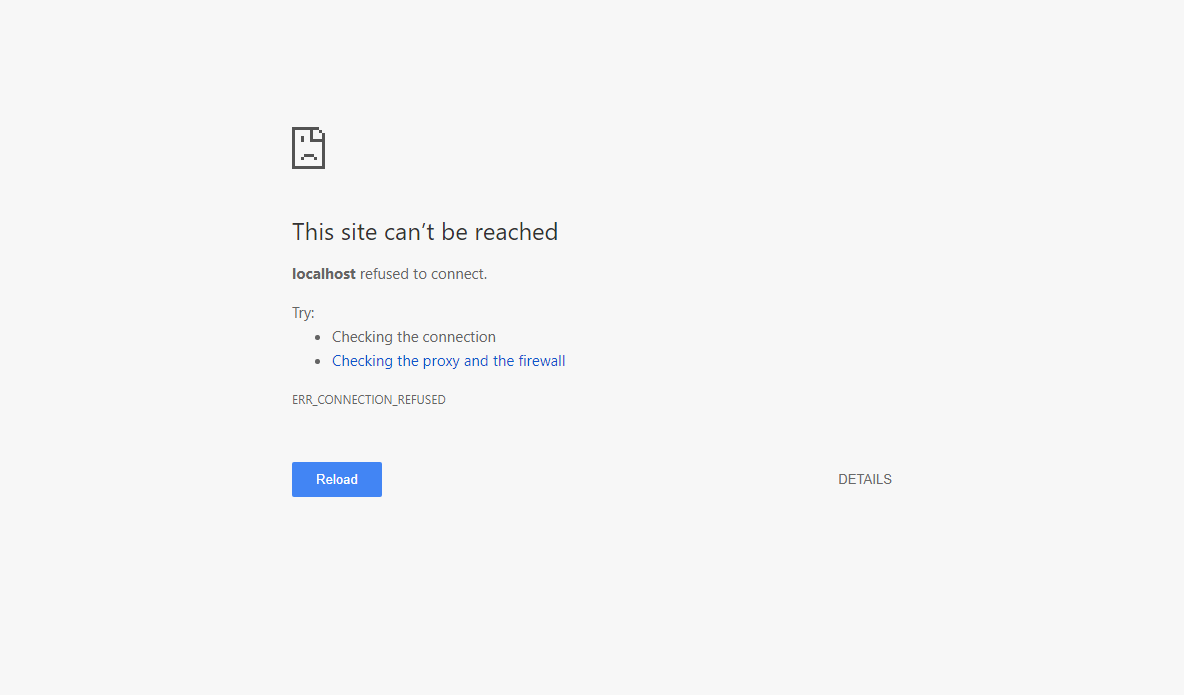 This site can’t be reached
localhost refused to connect.
Try:
Checking the connection
Checking the proxy and the firewall
ERR_CONNECTION_REFUSED
Reload
DETAILS